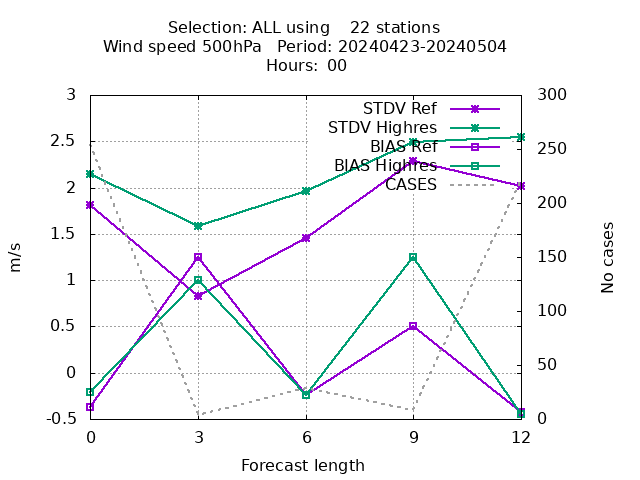 Selection: ALL using 22 stations
Wind speed 500hPa Period: 20240423-20240504
Hours: 00
3
2.5
2
1.5
1
0.5
0
-0.5
300
250
200
150
100
50
0
0
3
6
9
12
STDV Ref
STDV Highres
BIAS Ref
BIAS Highres
CASES
m/s
No cases
Forecast length